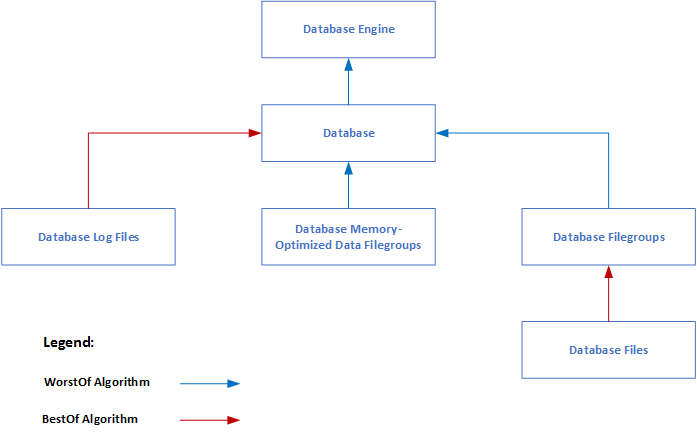 Database Engine
Database
Database Log Files
Database Memory-
Optimized Data Filegroups
Database Filegroups
Database Files
Legend:
WorstOf Algorithm
BestOf Algorithm